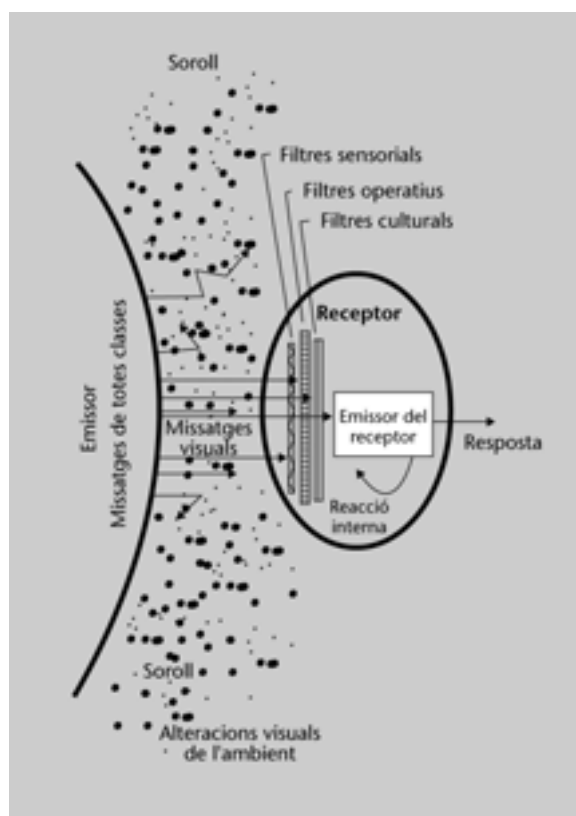 Soroll
Filtres sensorials
Filtres operatius
Filtres culturals
Receptor
Emissor
Missatges de totes classes
Missatges
visuals
Emissor del
receptor
Resposta
Reacció
interna
Soroll
Alteracions visuals
de l'ambient